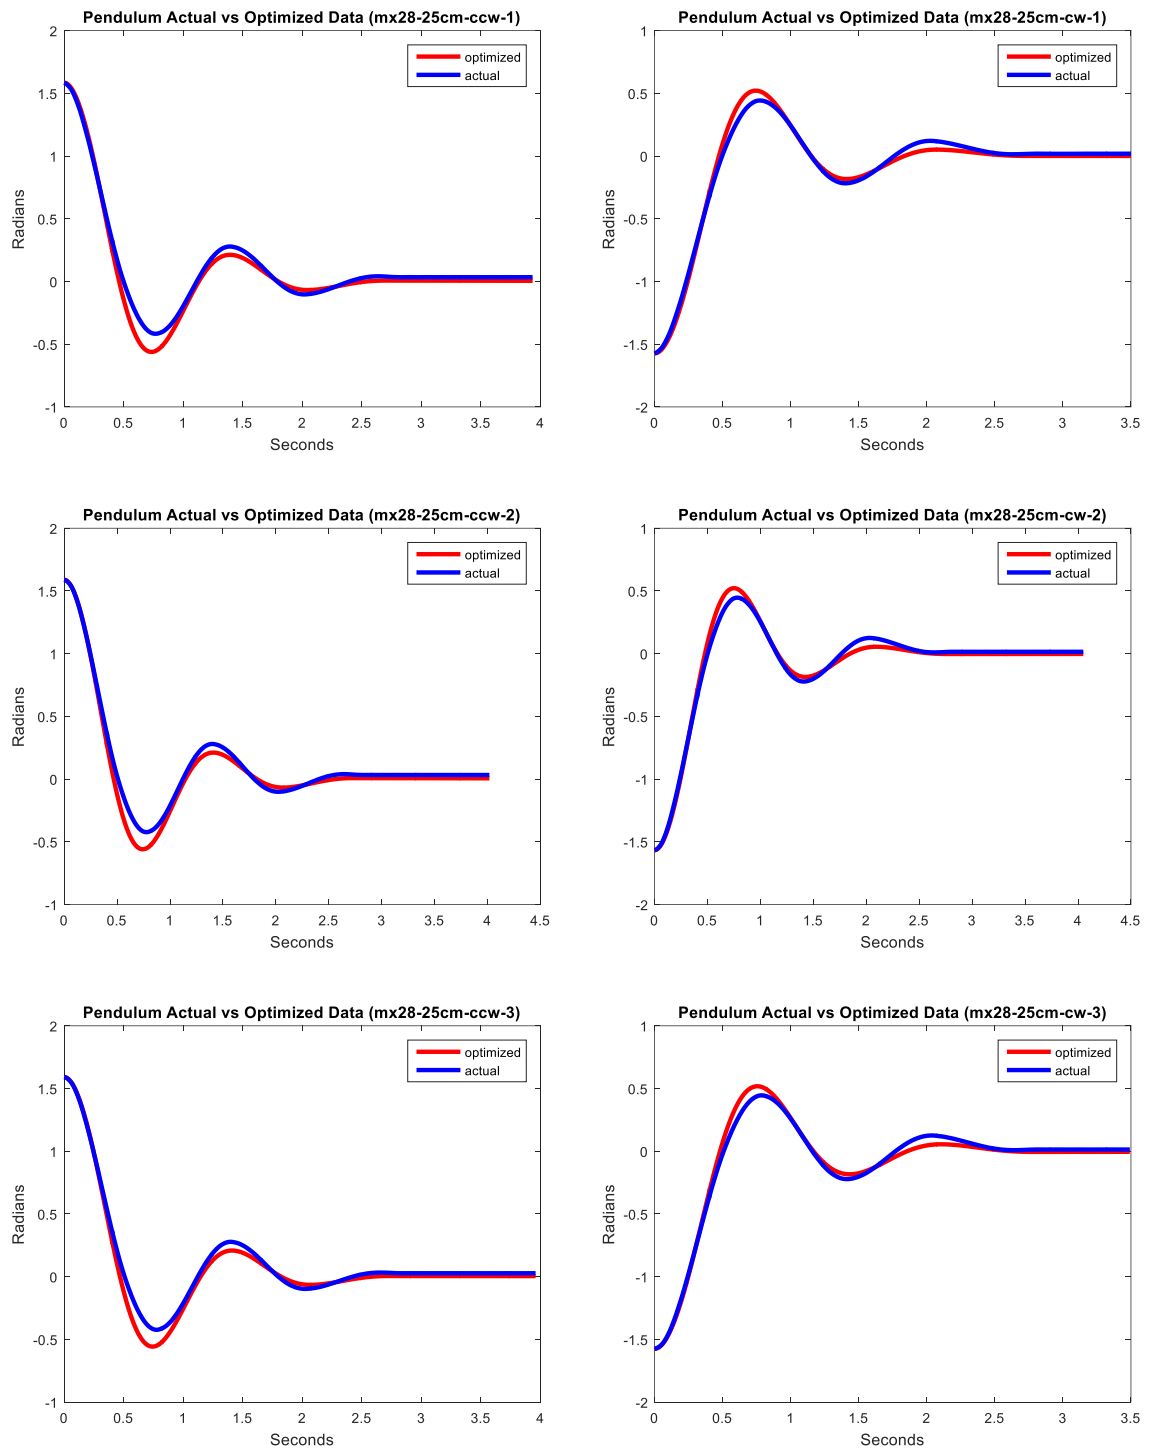 Pendulum Actual vs Optimized Data (mx28-25cm-ccw-1)
2
1.5
1
0.5
0
-0.5
-1
Radians
optimized
actual
0 0.5 1 1.5 2 2.5 3 3.5 4
Seconds
Pendulum Actual vs Optimized Data (mx28-25cm-cw-1)
1
0.5
0
-0.5
-1
-1.5
-2
Radians
optimized
actual
0 0.5 1 1.5 2 2.5 3 3.5
Seconds
Pendulum Actual vs Optimized Data (mx28-25cm-ccw-2)
2
1.5
1
0.5
0
-0.5
-1
Radians
optimized
actual
0 0.5 1 1.5 2 2.5 3 3.5 4 4.5
Seconds
Pendulum Actual vs Optimized Data (mx28-25cm-cw-2)
1
0.5
0
-0.5
-1
-1.5
-2
Radians
optimized
actual
0 0.5 1 1.5 2 2.5 3 3.5 4 4.5
Seconds
Pendulum Actual vs Optimized Data (mx28-25cm-ccw-3)
2
1.5
1
0.5
0
-0.5
-1
Radians
optimized
actual
0 0.5 1 1.5 2 2.5 3 3.5 4
Seconds
Pendulum Actual vs Optimized Data (mx28-25cm-cw-3)
1
0.5
0
-0.5
-1
-1.5
-2
Radians
optimized
actual
0 0.5 1 1.5 2 2.5 3 3.5
Seconds